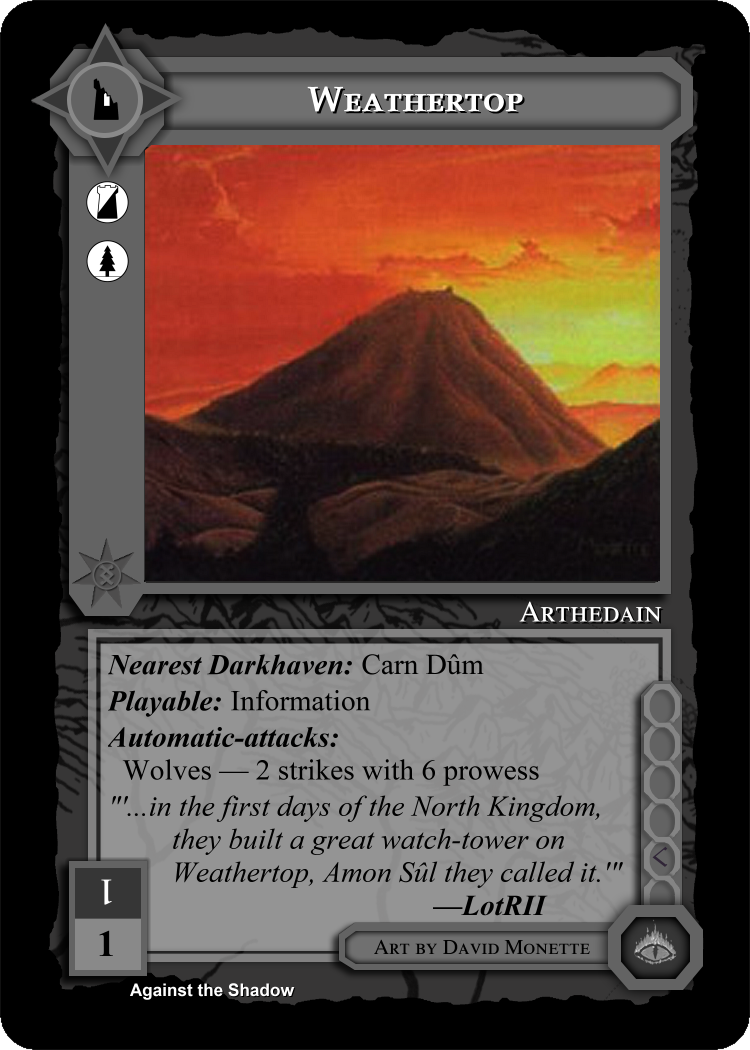 Weathertop
Arthedain
Nearest Darkhaven: Carn Dûm
Playable: Information
Automatic-attacks:
Wolves — 2 strikes with 6 prowess
"'...in the first days of the North Kingdom,
they built a great watch-tower on
Weathertop, Amon Sûl they called it.'"
—LotRII
1
1
Art by David Monette
Against the Shadow